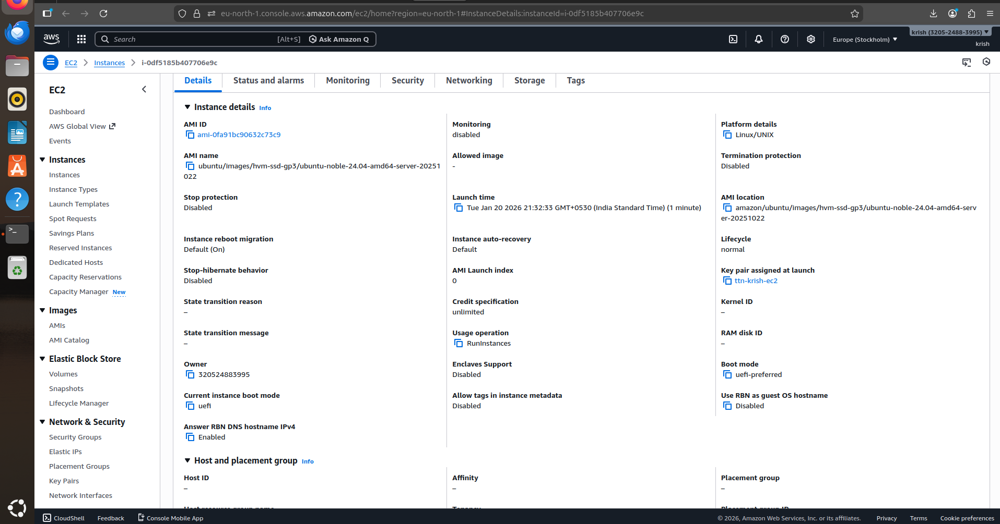 eu-north-1.console.aws.amazon.com/ec2/home?region=eu-north-1#InstanceDetails:instanceId=i-0df5185b407706e9c
aws
Search [Alt+S] Ask Amazon Q
Europe (Stockholm)
krish (3205-2488-3995)
krish
EC2 Instances i-0df5185b407706e9c
EC2
Dashboard
AWS Global View
Events
Instances
Instances
Instance Types
Launch Templates
Spot Requests
Savings Plans
Reserved Instances
Dedicated Hosts
Capacity Reservations
Capacity Manager New
Images
AMIs
AMI Catalog
Elastic Block Store
Volumes
Snapshots
Lifecycle Manager
Network & Security
Security Groups
Elastic IPs
Placement Groups
Key Pairs
Network Interfaces
Details Status and alarms Monitoring Security Networking Storage Tags
Instance details Info
AMI ID
ami-0fa91bc90632c73c9
Monitoring
disabled
Platform details
Linux/UNIX
AMI name
ubuntu/images/hvm-ssd-gp3/ubuntu-noble-24.04-amd64-server-20251
022
Allowed image
-
Termination protection
Disabled
Stop protection
Disabled
Launch time
Tue Jan 20 2026 21:32:33 GMT+0530 (India Standard Time) (1 minute)
AMI location
amazon/ubuntu/images/hvm-ssd-gp3/ubuntu-noble-24.04-amd64-serv
er-20251022
Instance reboot migration
Default (On)
Instance auto-recovery
Default
Lifecycle
normal
Stop-hibernate behavior
Disabled
AMI Launch index
0
Key pair assigned at launch
ttn-krish-ec2
State transition reason
–
Credit specification
unlimited
Kernel ID
–
State transition message
–
Usage operation
RunInstances
RAM disk ID
–
Owner
320524883995
Enclaves Support
Disabled
Boot mode
uefi-preferred
Current instance boot mode
uefi
Allow tags in instance metadata
Disabled
Use RBN as guest OS hostname
Disabled
Answer RBN DNS hostname IPv4
Enabled
Host and placement group Info
Host ID
–
Affinity
–
Placement group
–
Host resource group name
Tenancy
Placement group ID
CloudShell Feedback Console Mobile App
© 2026, Amazon Web Services, Inc. or its affiliates. Privacy Terms Cookie preferences